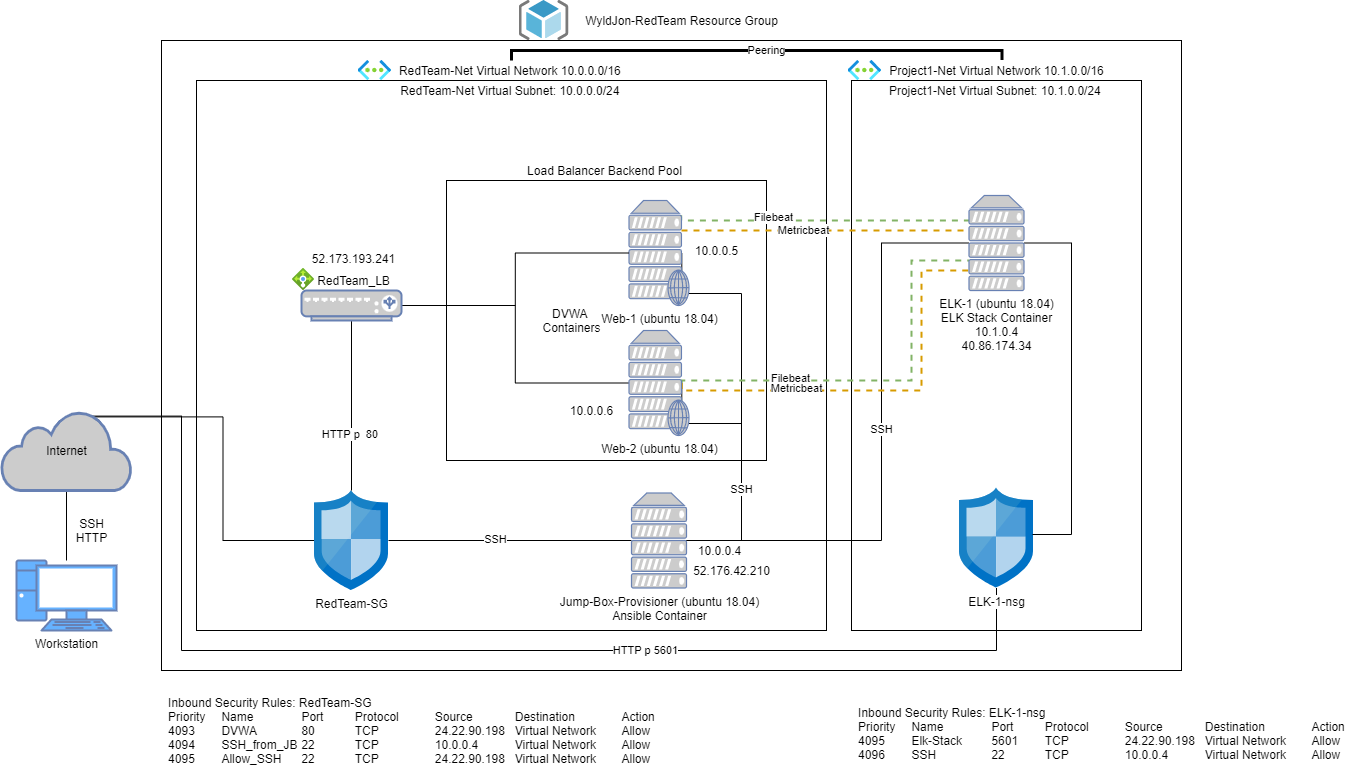 WyldJon-RedTeam Resource Group
Peering
RedTeam-Net Virtual Network 10.0.0.0/16
RedTeam-Net Virtual Subnet: 10.0.0.0/24
Project1-Net Virtual Network 10.1.0.0/16
Project1-Net Virtual Subnet: 10.1.0.0/24
Load Balancer Backend Pool
Filebeat
Metricbeat
10.0.0.5
52.173.193.241
RedTeam_LB
DVWA
Containers
Web-1 (ubuntu 18.04)
ELK-1 (ubuntu 18.04)
ELK Stack Container
10.1.0.4
40.86.174.34
Filebeat
Metricbeat
10.0.0.6
Web-2 (ubuntu 18.04)
HTTP p 80
SSH
Internet
SSH
SSH
HTTP
SSH
10.0.0.4
52.176.42.210
RedTeam-SG
Jump-Box-Provisioner (ubuntu 18.04)
Ansible Container
ELK-1-nsg
Workstation
HTTP p 5601
Inbound Security Rules: RedTeam-SG
Priority Name Port Protocol Source Destination Action
4093 DVWA 80 TCP 24.22.90.198 Virtual Network Allow
4094 SSH_from_JB 22 TCP 10.0.0.4 Virtual Network Allow
4095 Allow_SSH 22 TCP 24.22.90.198 Virtual Network Allow
Inbound Security Rules: ELK-1-nsg
Priority Name Port Protocol Source Destination Action
4095 Elk-Stack 5601 TCP 24.22.90.198 Virtual Network Allow
4096 SSH 22 TCP 10.0.0.4 Virtual Network Allow